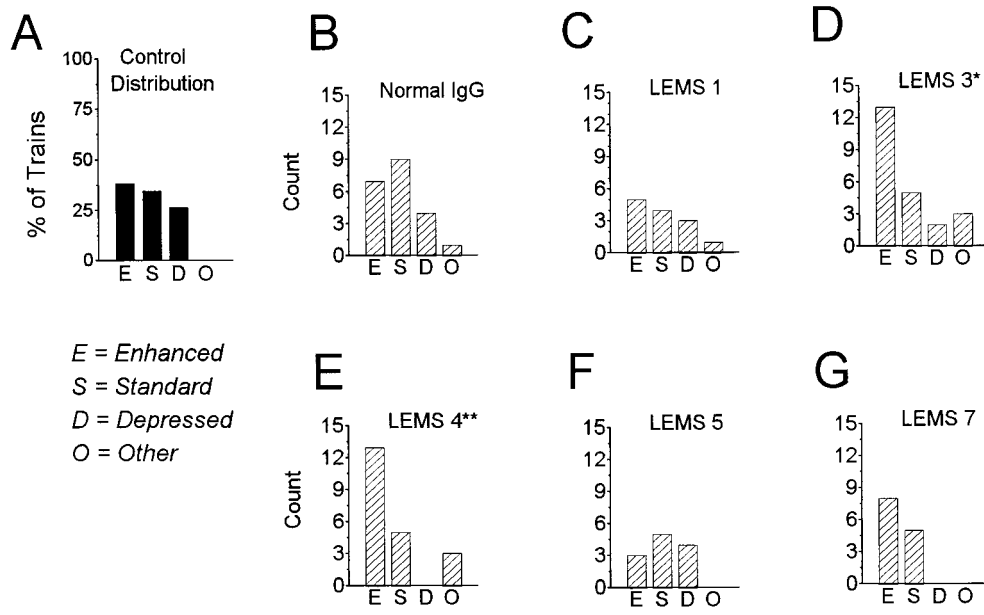 A
Control
Distribution
% of Trains
100
75
50
25
0
E S D O
B
Normal IgG
Count
15
12
9
6
3
0
E S D O
C
LEMS 1
15
12
9
6
3
0
E S D O
D
LEMS 3*
15
12
9
6
3
0
E S D O
E = Enhanced
S = Standard
D = Depressed
O = Other
E
LEMS 4**
Count
15
12
9
6
3
0
E S D O
F
LEMS 5
15
12
9
6
3
0
E S D O
G
LEMS 7
15
12
9
6
3
0
E S D O